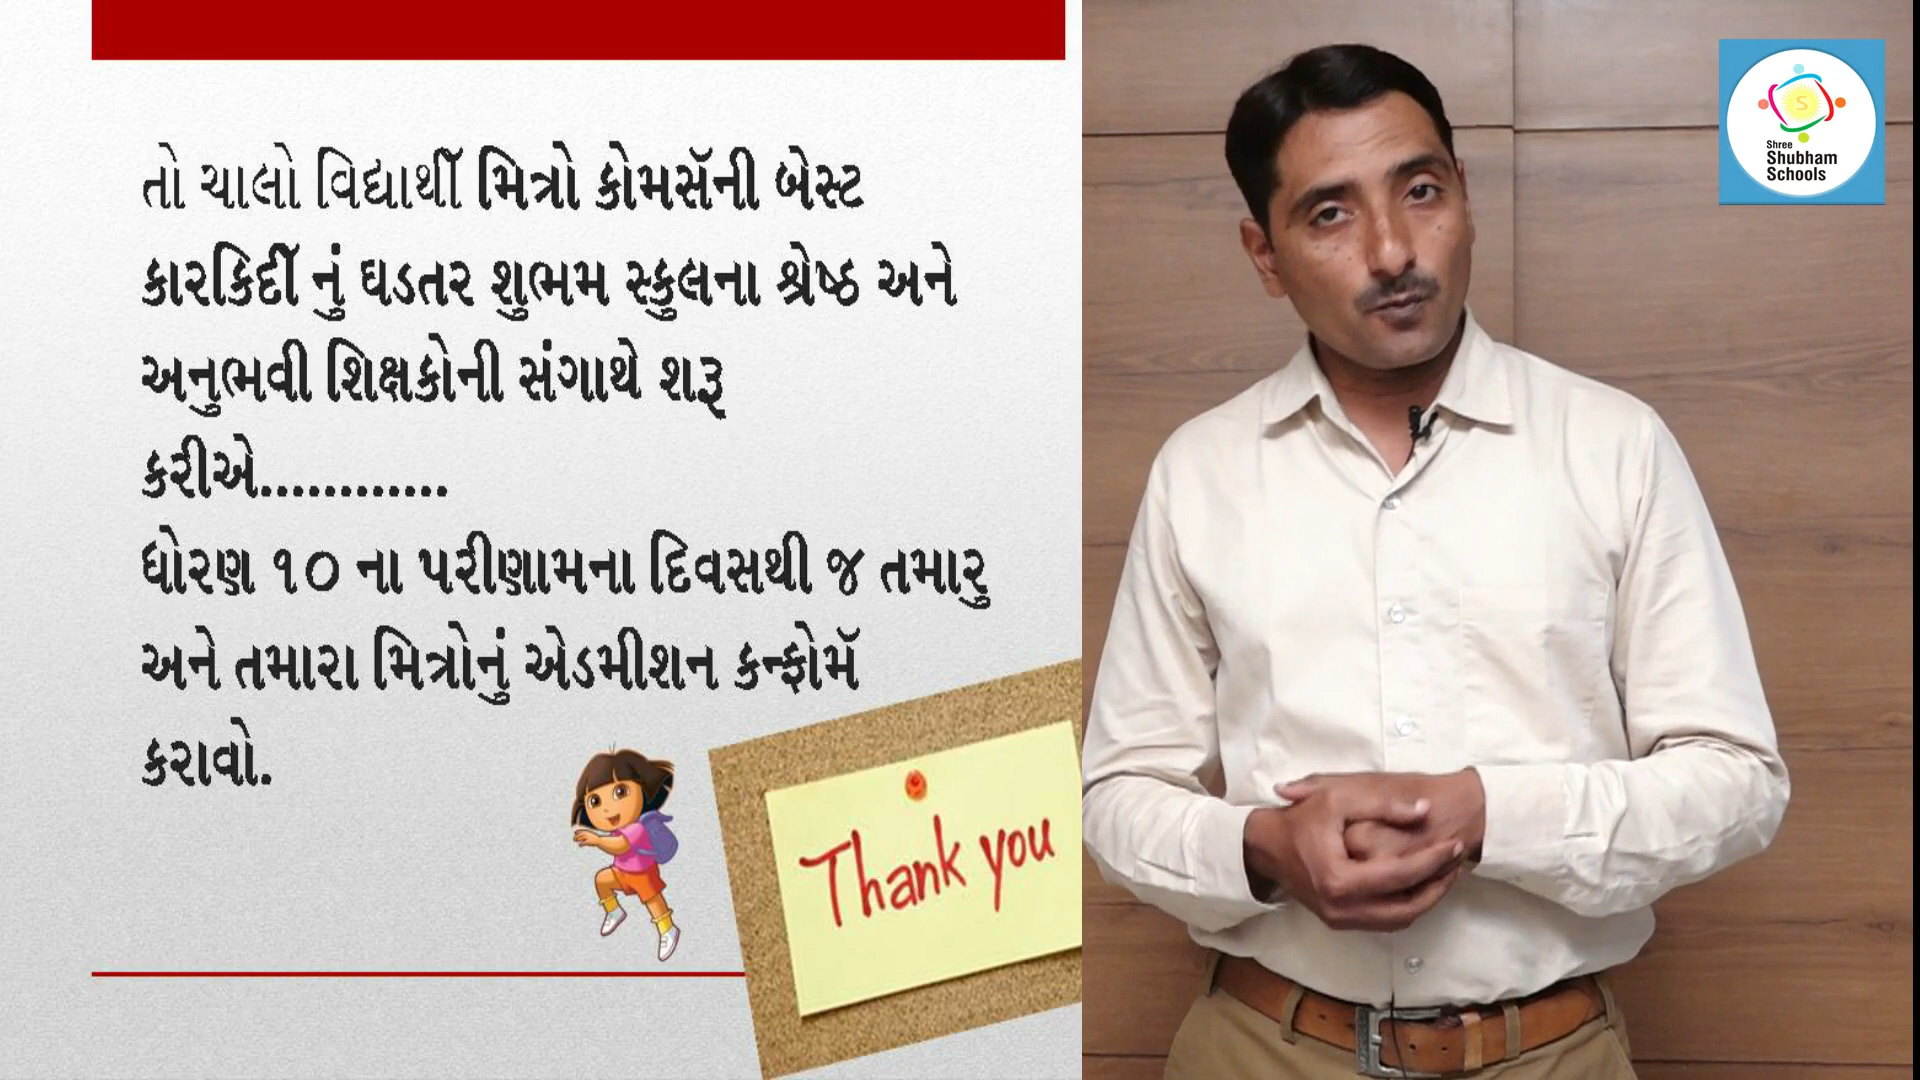 તો ચાલો વિદ્યાર્થી મિત્રો કોમર્સૅની બેસ્ટ
કારકિર્દી નું ઘડતર શુભમ સ્કુલના શ્રેષ્ઠ અને
અનુભવી શિક્ષકોની સંગાથે શરૂ
કરીએ............
ધોરણ ૧૦ ના પરીણામના દિવસથી જ તમારુ
અને તમારા મિત્રોનું એડમીશન કન્ફોમૅ
કરાવો.
Thank you
S
Shree
Shubham
Schools